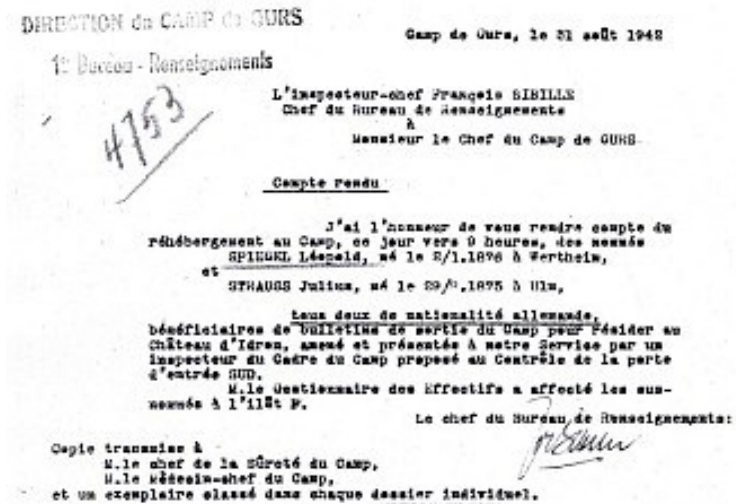 DIRECTION du CAMP de GURS
Camp de Gurs, le 31 août 1942
1er Bureau - Renseignements
4753
L'inspecteur-chef François SIBILLE
Chef du Bureau de Renseignements
à
Monsieur le Chef du Camp de GURS
Compte rendu
J'ai l'honneur de vous rendre compte du
réhébergement au Camp, ce jour vers 9 heures, des nommés
SPIEGEL Léopold, né le 2/1.1876 à Wertheim,
et
STRAUSS Julius, né le à Ulm,
tous deux de nationalité allemande,
bénéficiaires de bulletins de sortie du Camp pour résider au
Château d'Idron, amené et présentés à notre Service par un
inspecteur du Cadre du Camp préposé au Contrôle de la porte
d'entrée SUD.
M.le Gestionnaire des Effectifs a affecté les sus-
nommés à l'ilôt F.
Le chef du Bureau de Renseignements:
Copie transmise à
M.le chef de la Sûreté du Camp,
M.le Médecin-chef du Camp,
et un exemplaire classé dans chaque dossier individuel.